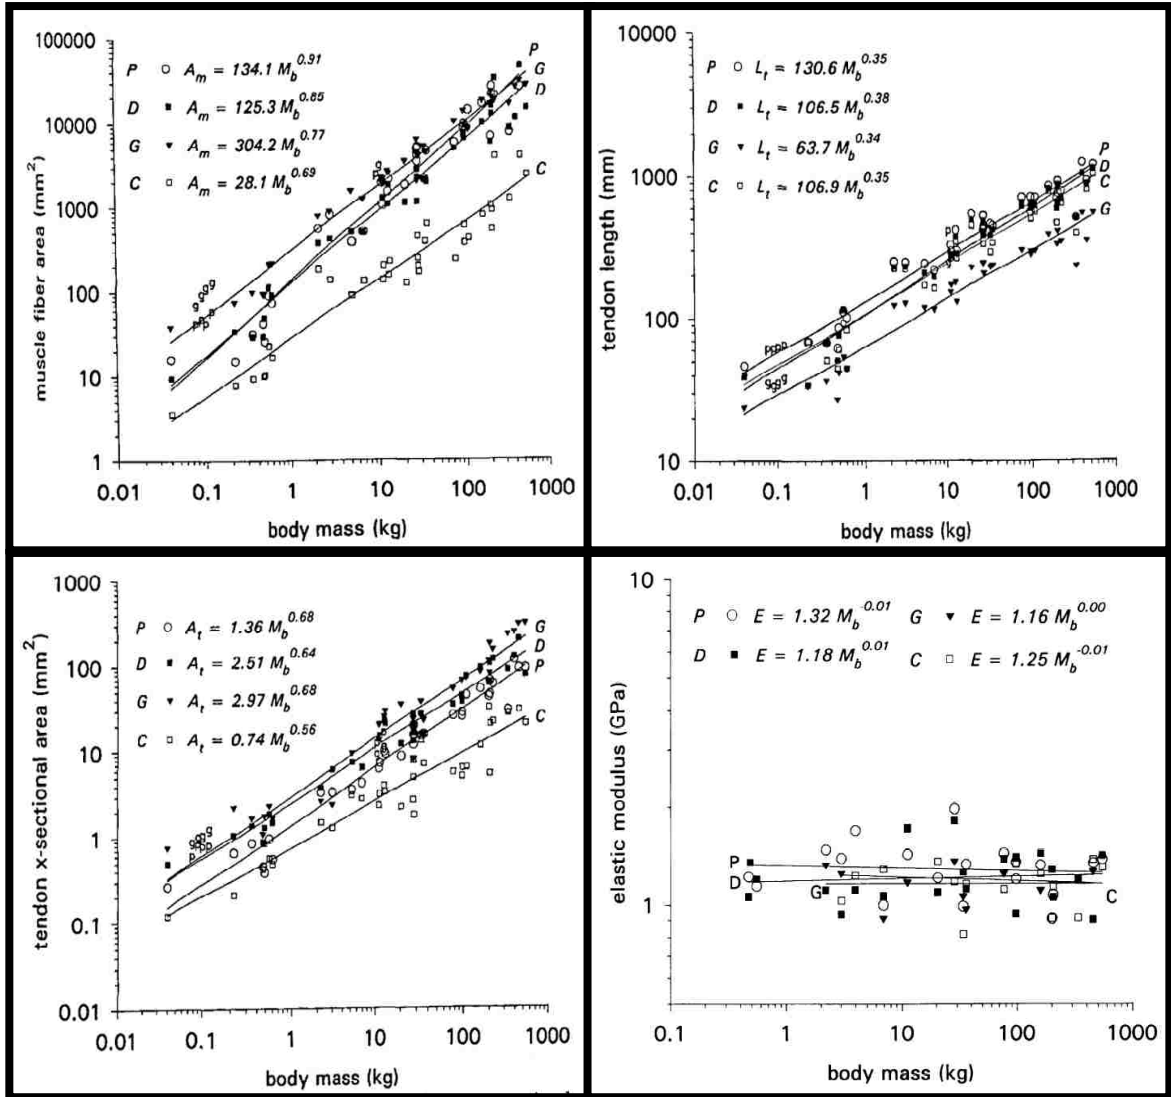 100000
10000
1000
100
10
1
muscle fiber area (mm²)
P ○ A_m = 134.1 M_b^0.91
D ■ A_m = 125.3 M_b^0.85
G ▼ A_m = 304.2 M_b^0.77
C □ A_m = 28.1 M_b^0.69
P
G
D
C
g
p
0.01 0.1 1 10 100 1000
body mass (kg)
10000
1000
100
10
tendon length (mm)
P ○ L_t = 130.6 M_b^0.35
D ■ L_t = 106.5 M_b^0.38
G ▼ L_t = 63.7 M_b^0.34
C □ L_t = 106.9 M_b^0.35
P
D
C
G
p
g
0.01 0.1 1 10 100 1000
body mass (kg)
1000
100
10
1
0.1
0.01
tendon x-sectional area (mm²)
P ○ A_t = 1.36 M_b^0.68
D ■ A_t = 2.51 M_b^0.64
G ▼ A_t = 2.97 M_b^0.68
C □ A_t = 0.74 M_b^0.56
G
D
P
C
g
p
0.01 0.1 1 10 100 1000
body mass (kg)
10
1
elastic modulus (GPa)
P ○ E = 1.32 M_b^-0.01 G ▼ E = 1.16 M_b^0.00
D ■ E = 1.18 M_b^0.01 C □ E = 1.25 M_b^-0.01
P
D
G
C
0.1 1 10 100 1000
body mass (kg)